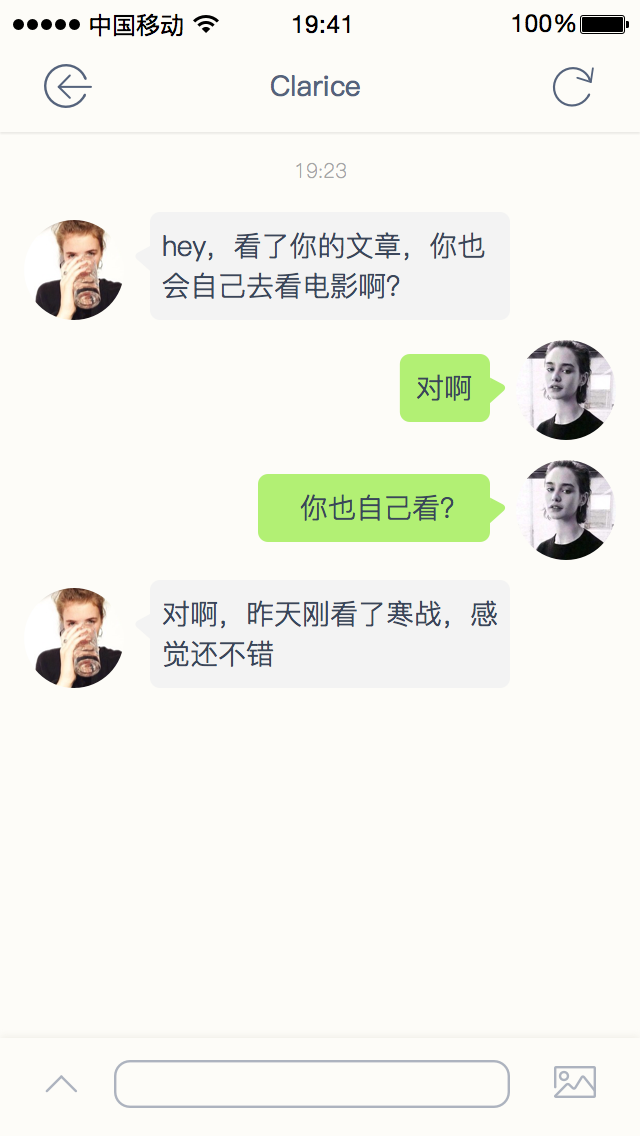 中国移动 19:41 100%
Clarice
19:23
hey，看了你的文章，你也
会自己去看电影啊?
对啊
你也自己看?
对啊，昨天刚看了寒战，感
觉还不错